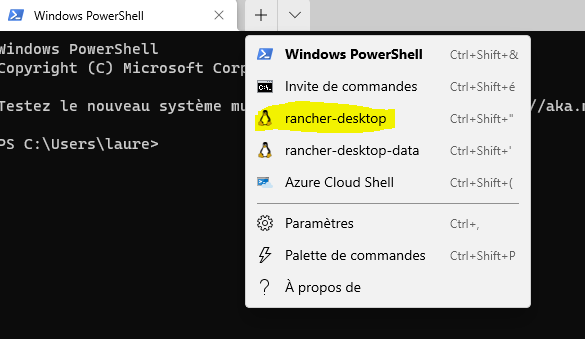 Windows PowerShell
Windows PowerShell
Copyright (C) Microsoft Corp
Testez le nouveau système mu
//aka.m
PS C:\Users\laure>
Windows PowerShell Ctrl+Shift+&
Invite de commandes Ctrl+Shift+é
rancher-desktop Ctrl+Shift+"
rancher-desktop-data Ctrl+Shift+'
Azure Cloud Shell Ctrl+Shift+(
Paramètres Ctrl+,
Palette de commandes Ctrl+Shift+P
À propos de